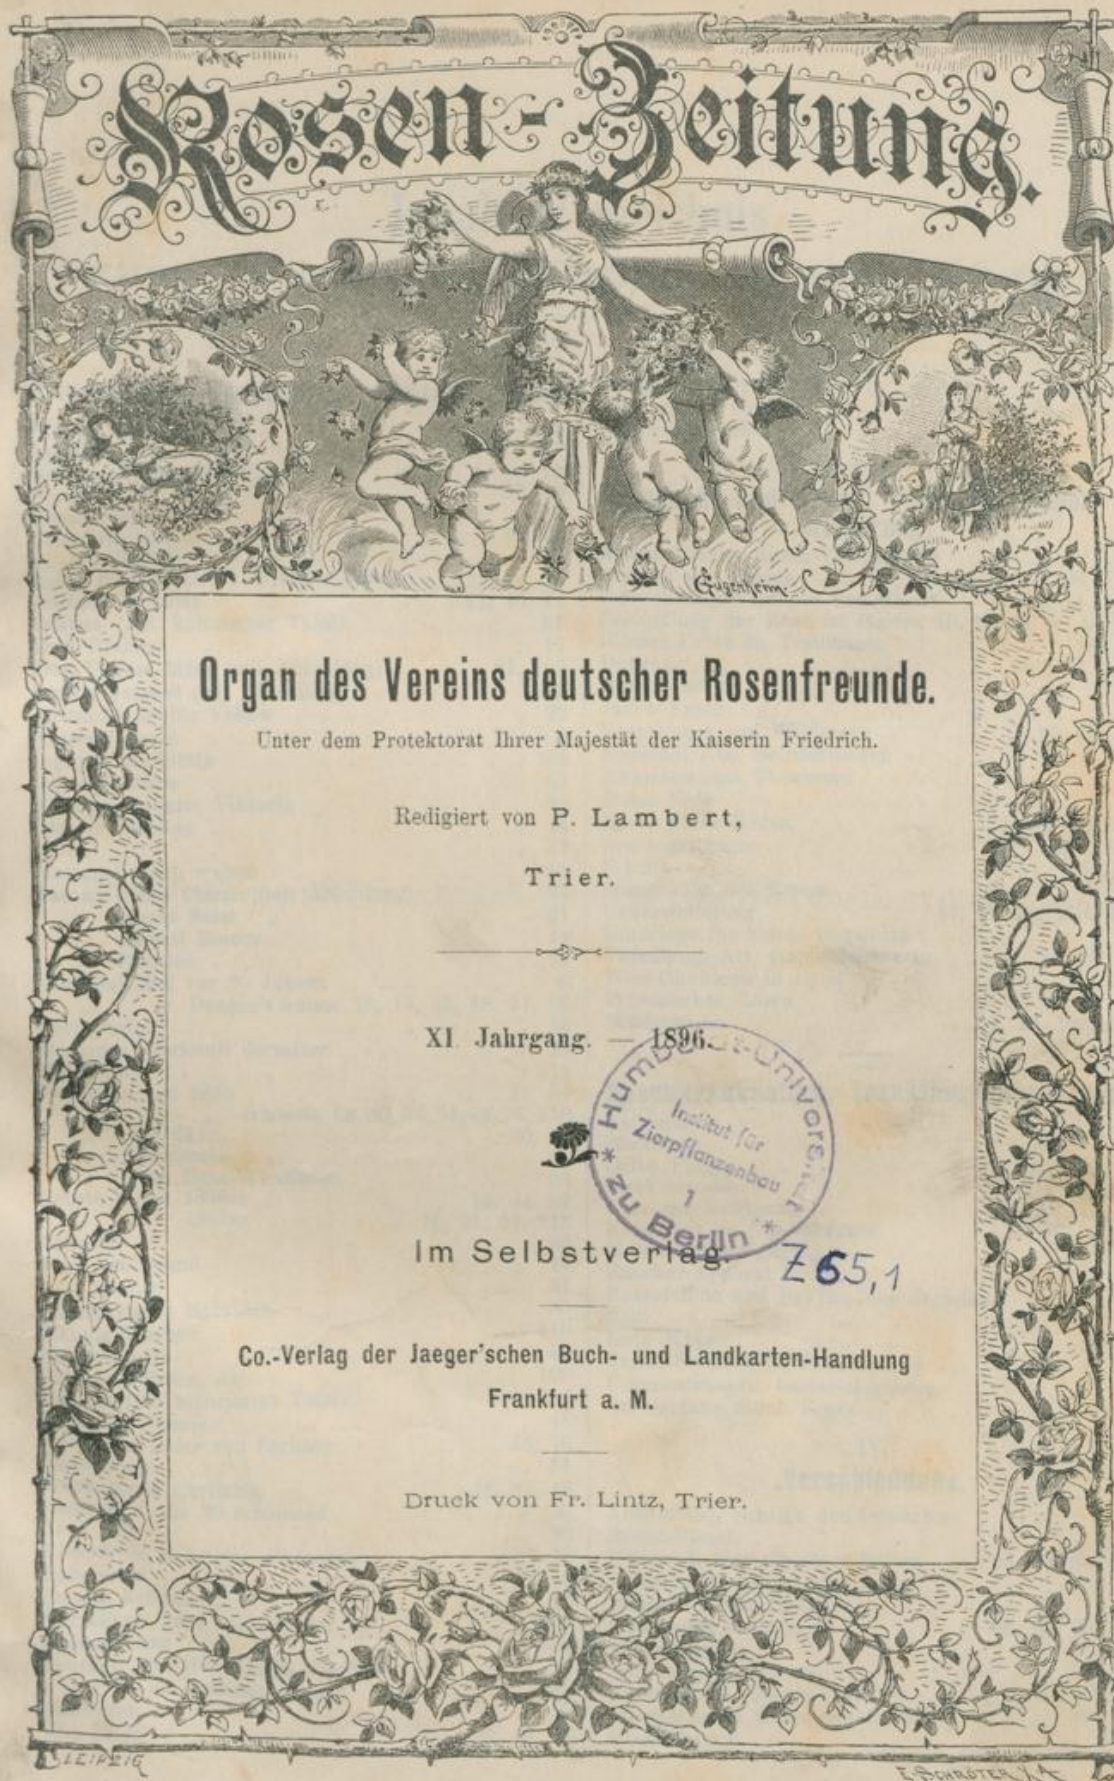 Rosen-Zeitung.
Gugenheim
Organ des Vereins deutscher Rosenfreunde.
Unter dem Protektorat Ihrer Majestät der Kaiserin Friedrich.
Redigiert von P. Lambert,
Trier.
XI. Jahrgang. — 1896.
Humboldt-Universität
Institut für
Zierpflanzenbau
1
* zu Berlin *
Im Selbstverlag.
Z 65,1
Co.-Verlag der Jaeger'schen Buch- und Landkarten-Handlung
Frankfurt a. M.
Druck von Fr. Lintz, Trier.
LEIPZIG
E. SCHRÖTER X.A.